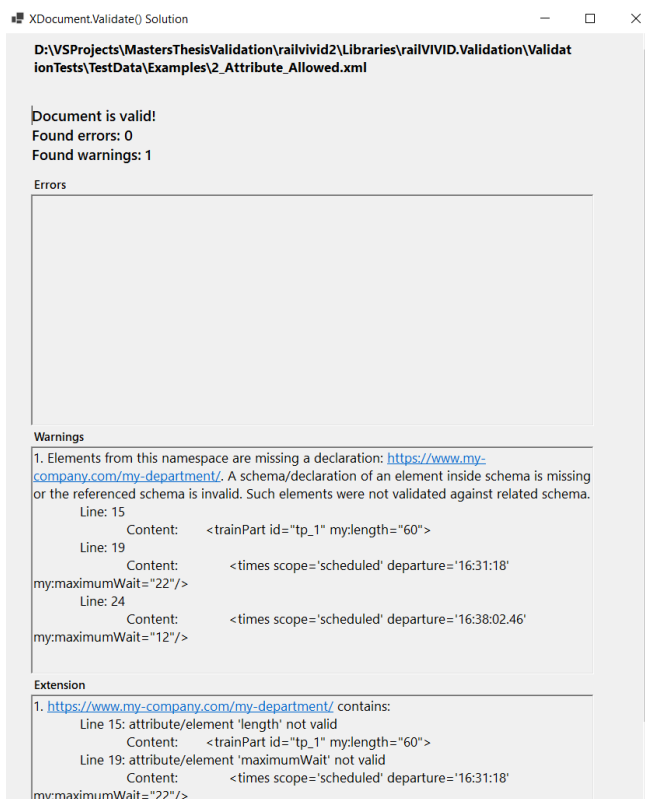 XDocument.Validate() Solution
D:\VSProjects\MastersThesisValidation\railvivid2\Libraries\railVIVID.Validation\Validat
ionTests\TestData\Examples\2_Attribute_Allowed.xml
Document is valid!
Found errors: 0
Found warnings: 1
Errors
Warnings
1. Elements from this namespace are missing a declaration: https://www.my-
company.com/my-department/. A schema/declaration of an element inside schema is missing
or the referenced schema is invalid. Such elements were not validated against related schema.
Line: 15
Content: <trainPart id="tp_1" my:length="60">
Line: 19
Content: <times scope='scheduled' departure='16:31:18'
my:maximumWait="22"/>
Line: 24
Content: <times scope='scheduled' departure='16:38:02.46'
my:maximumWait="12"/>
Extension
1. https://www.my-company.com/my-department/ contains:
Line 15: attribute/element 'length' not valid
Content: <trainPart id="tp_1" my:length="60">
Line 19: attribute/element 'maximumWait' not valid
Content: <times scope='scheduled' departure='16:31:18'
my:maximumWait="22"/>